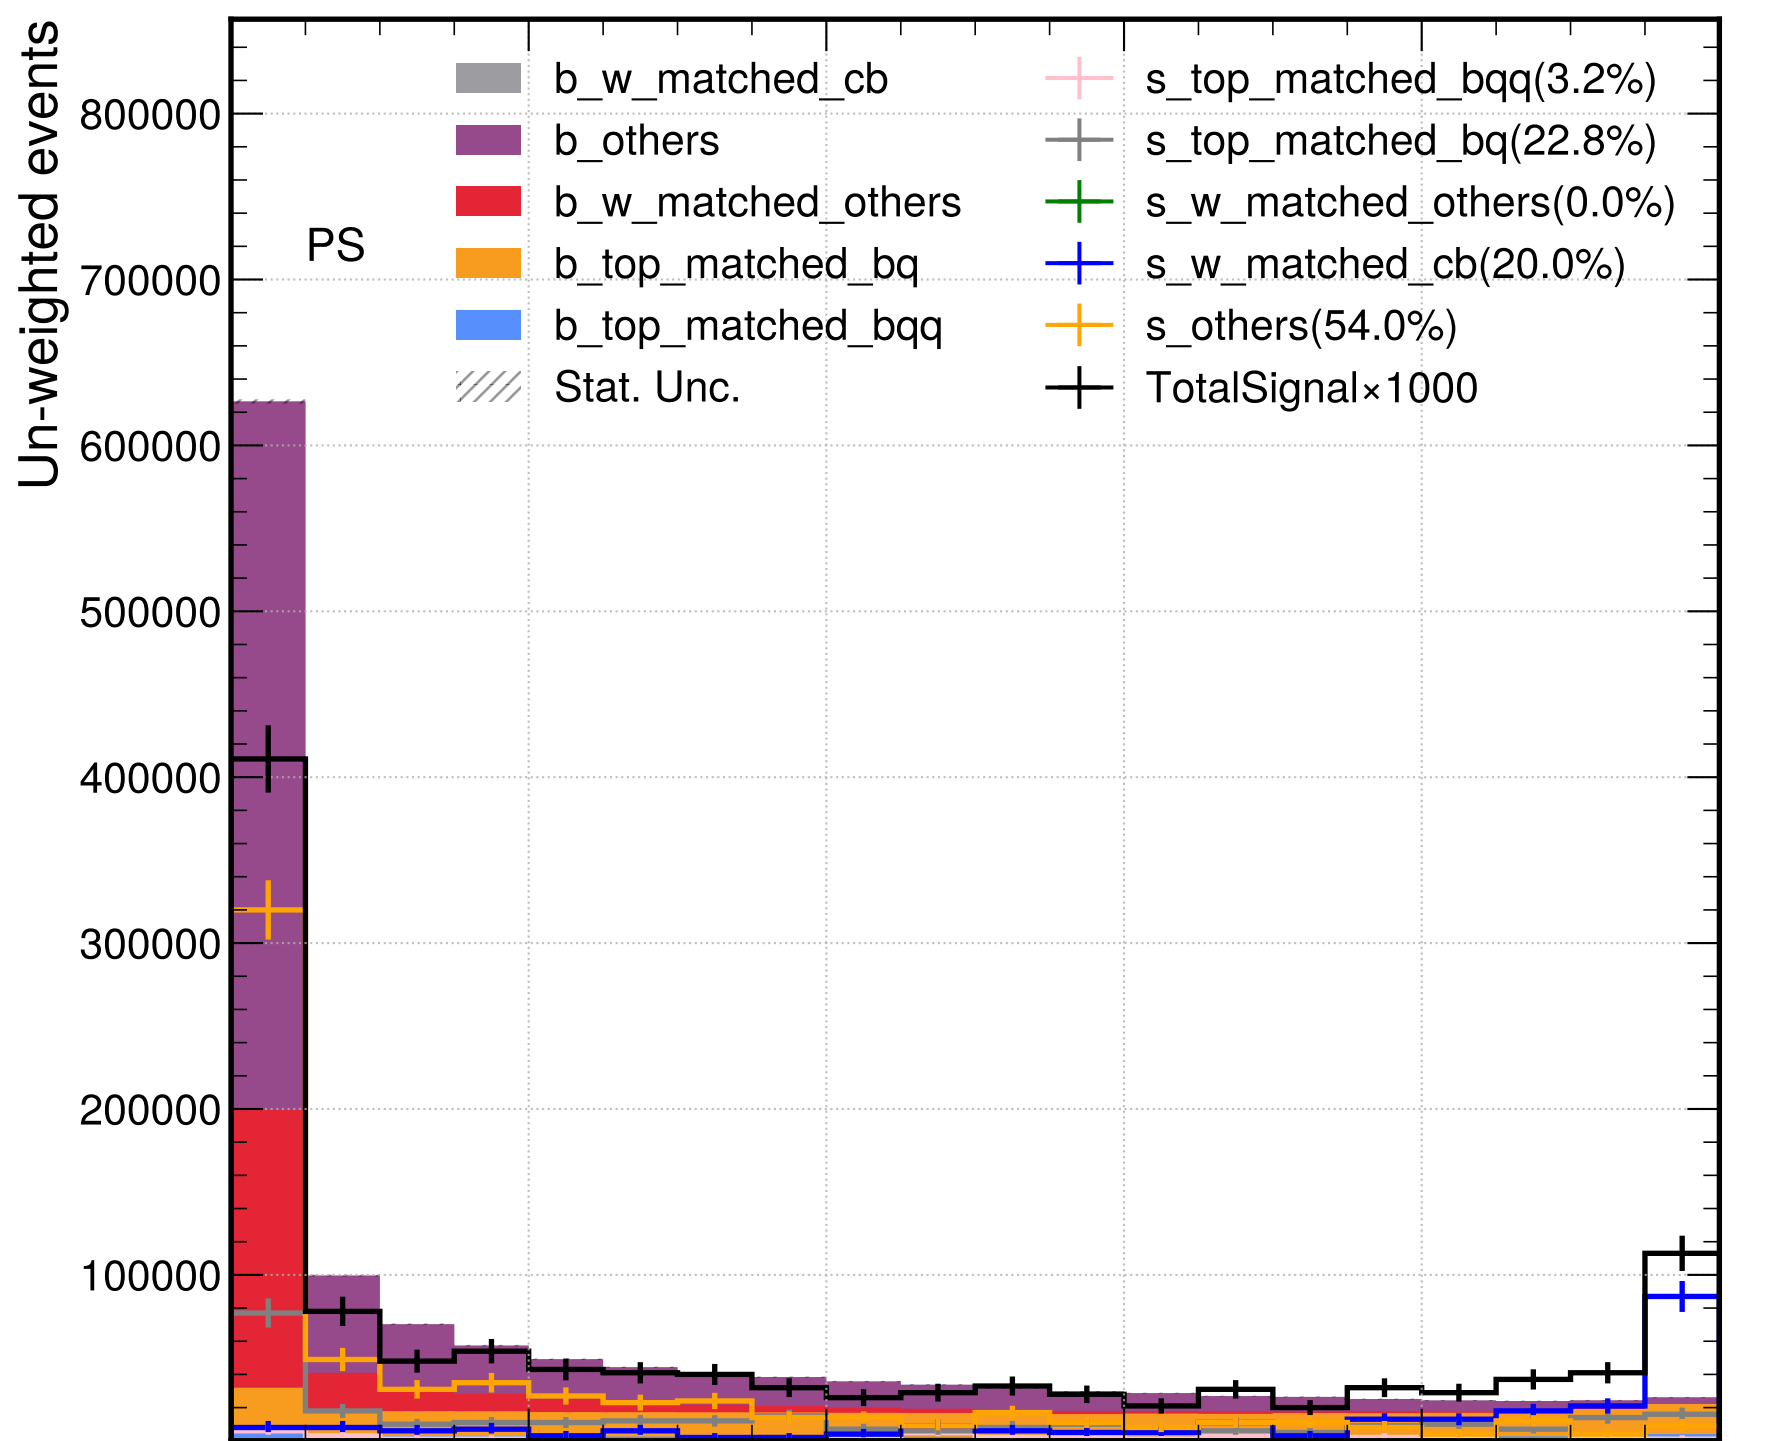 Un-weighted events
800000
700000
600000
500000
400000
300000
200000
100000
PS
b_w_matched_cb
b_others
b_w_matched_others
b_top_matched_bq
b_top_matched_bqq
Stat. Unc.
s_top_matched_bqq(3.2%)
s_top_matched_bq(22.8%)
s_w_matched_others(0.0%)
s_w_matched_cb(20.0%)
s_others(54.0%)
TotalSignal×1000